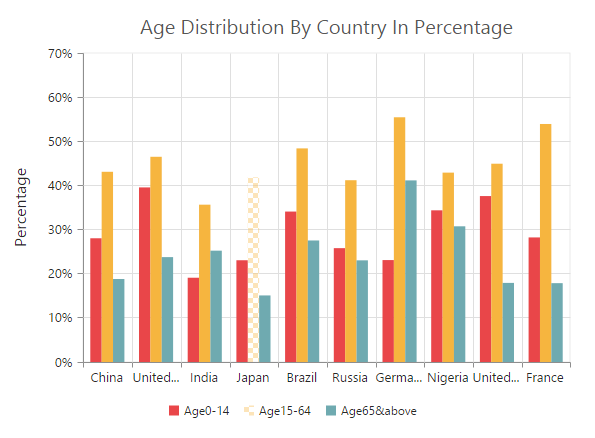 Age Distribution By Country In Percentage
70%
60%
50%
40%
30%
20%
10%
0%
Percentage
China United... India Japan Brazil Russia Germa... Nigeria United... France
Age0-14 Age15-64 Age65&above